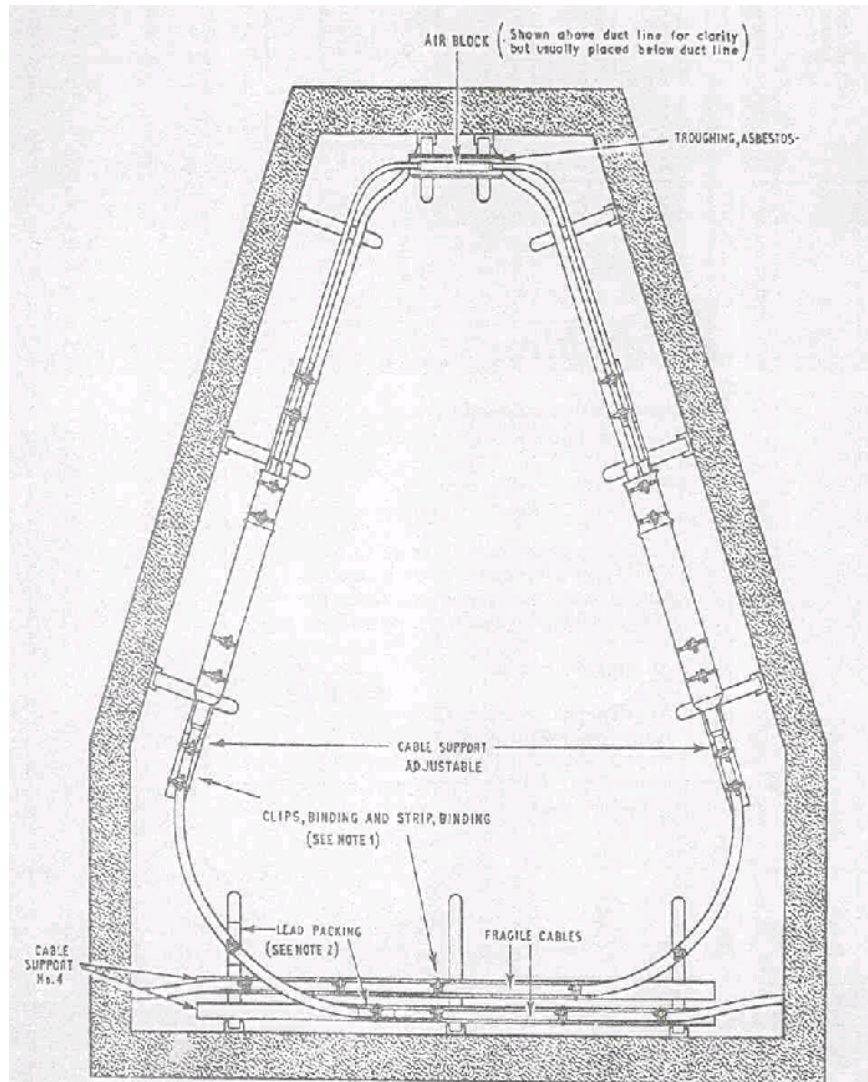 AIR BLOCK (Shown above duct line for clarity
but usually placed below duct line)
TROUGHING, ASBESTOS-
CABLE SUPPORT
ADJUSTABLE
CLIPS, BINDING AND STRIP, BINDING
(SEE NOTE 1)
LEAD PACKING
(SEE NOTE 2)
FRAGILE CABLES
CABLE
SUPPORT
No. 4